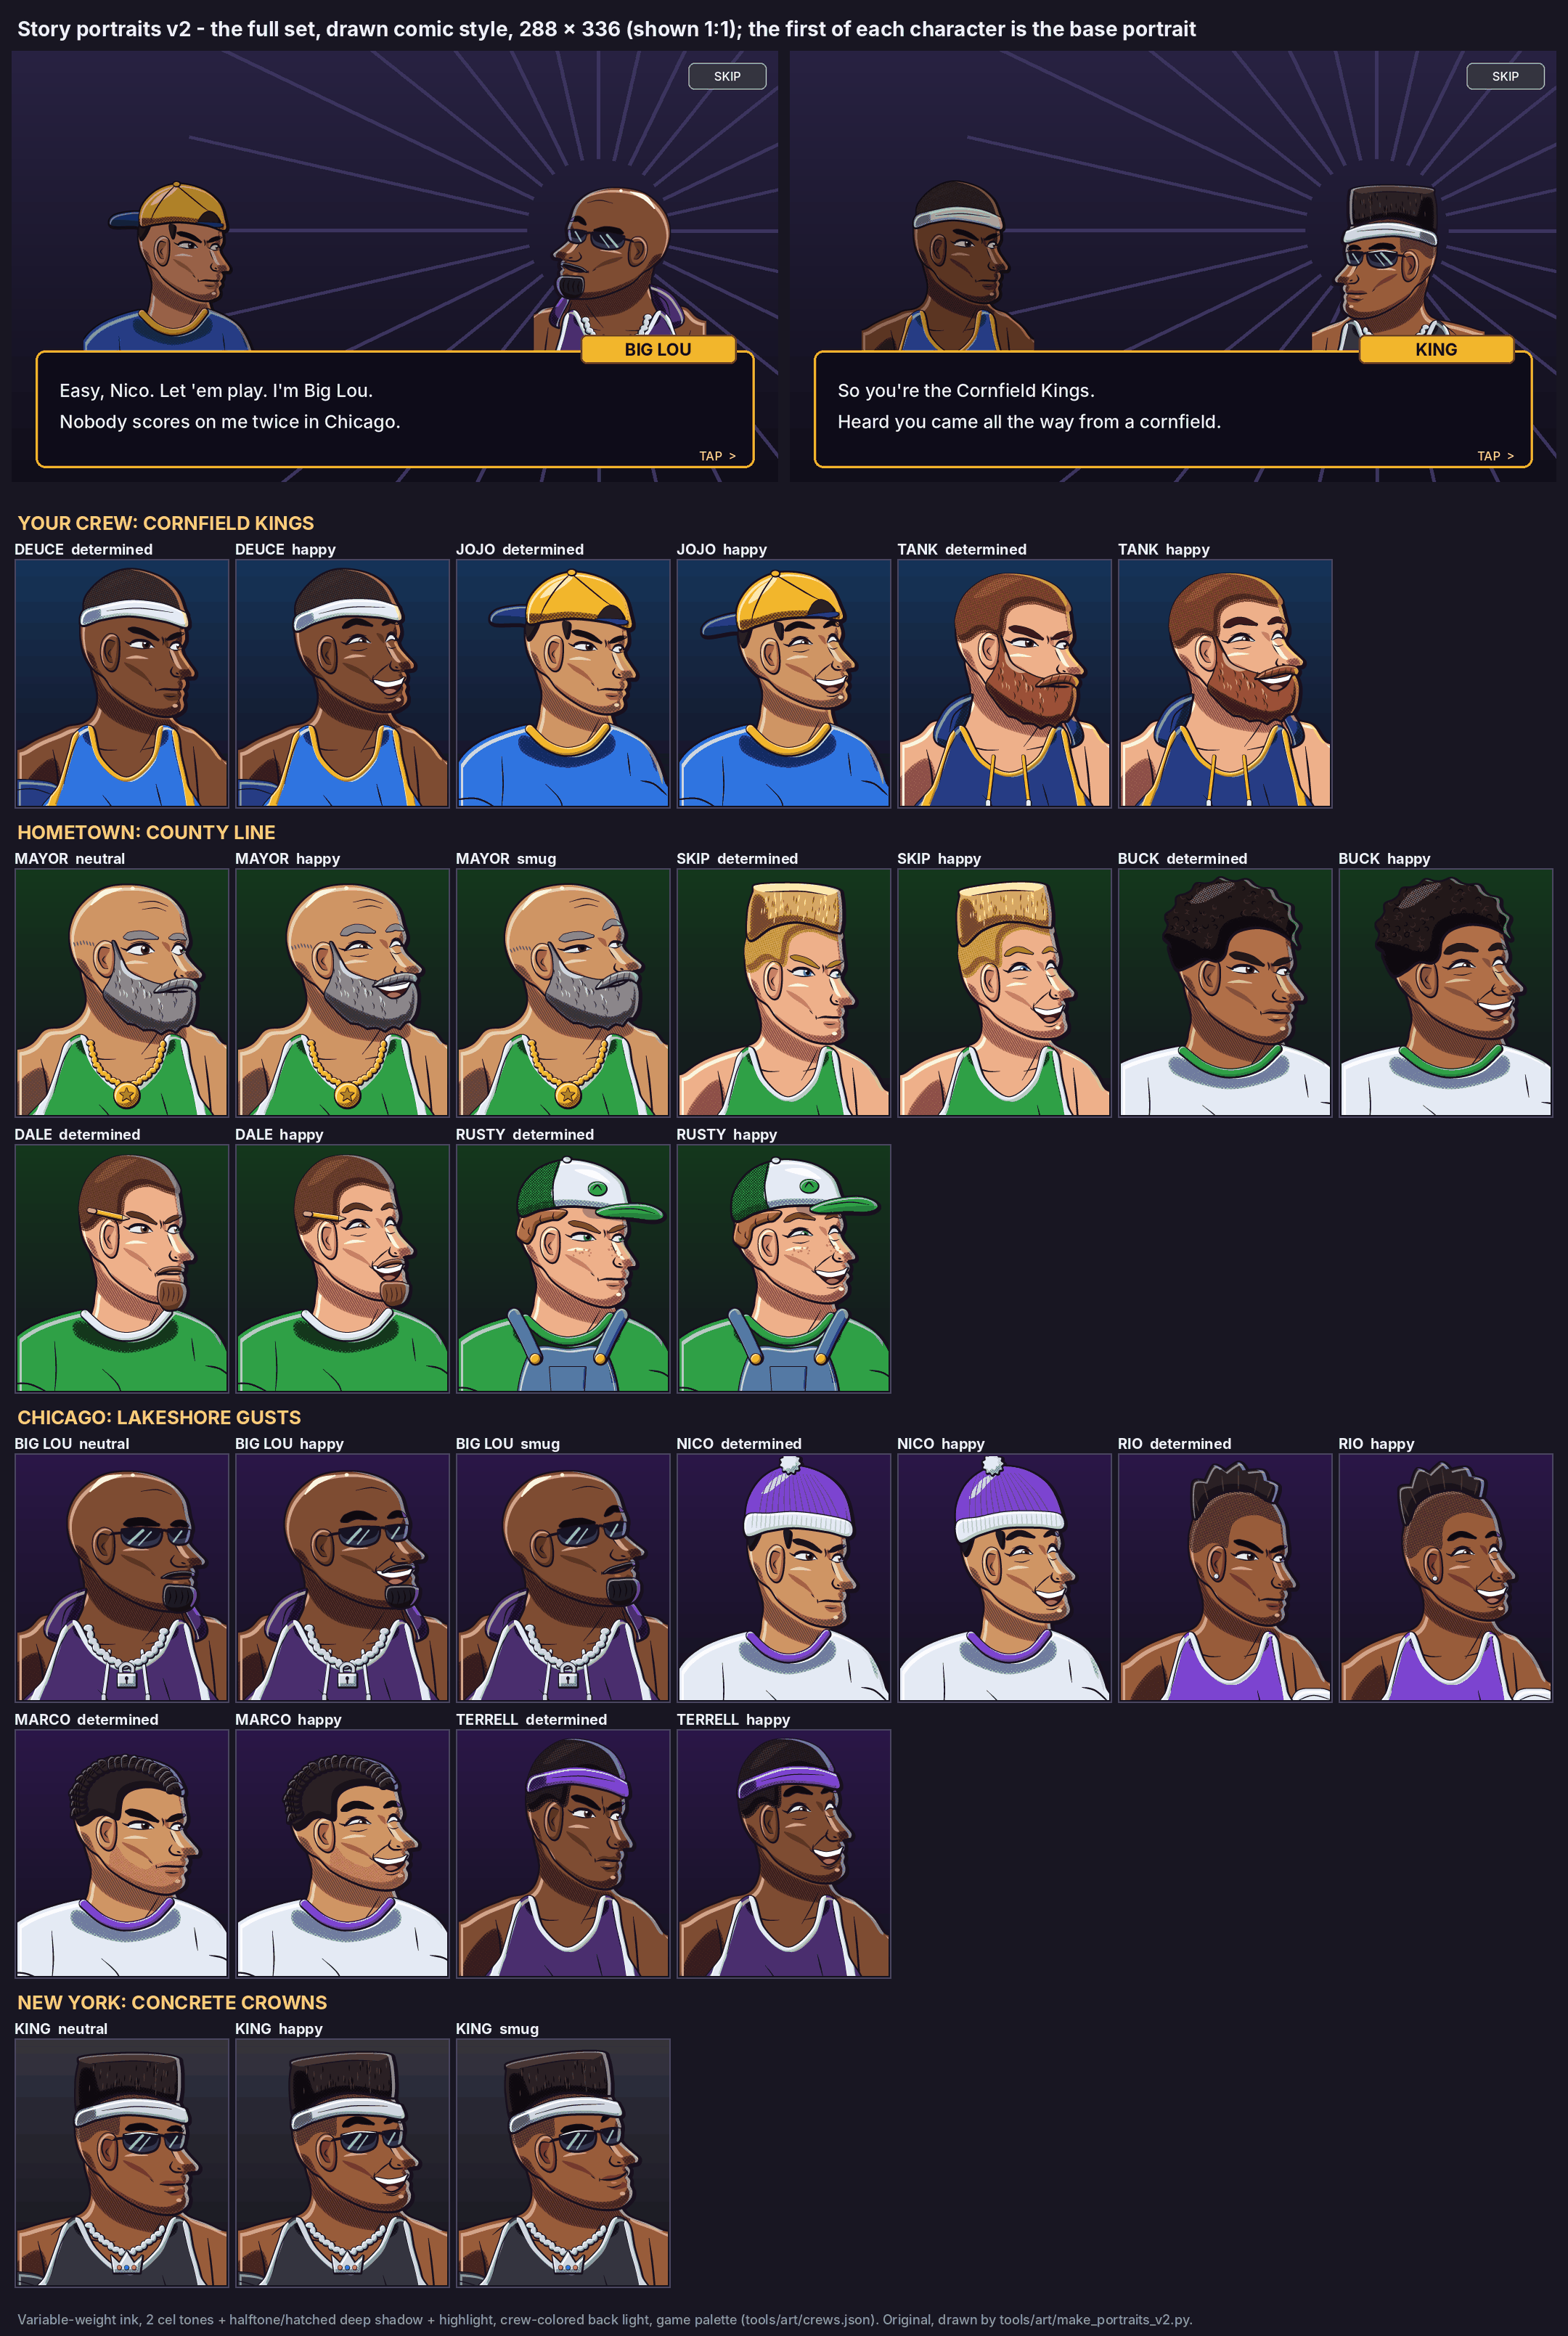 Story portraits v2 - the full set, drawn comic style, 288 × 336 (shown 1:1); the first of each character is the base portrait
SKIP
SKIP
BIG LOU
KING
Easy, Nico. Let 'em play. I'm Big Lou.
Nobody scores on me twice in Chicago.
TAP >
So you're the Cornfield Kings.
Heard you came all the way from a cornfield.
TAP >
YOUR CREW: CORNFIELD KINGS
DEUCE determined
DEUCE happy
JOJO determined
JOJO happy
TANK determined
TANK happy
HOMETOWN: COUNTY LINE
MAYOR neutral
MAYOR happy
MAYOR smug
SKIP determined
SKIP happy
BUCK determined
BUCK happy
DALE determined
DALE happy
RUSTY determined
RUSTY happy
CHICAGO: LAKESHORE GUSTS
BIG LOU neutral
BIG LOU happy
BIG LOU smug
NICO determined
NICO happy
RIO determined
RIO happy
MARCO determined
MARCO happy
TERRELL determined
TERRELL happy
NEW YORK: CONCRETE CROWNS
KING neutral
KING happy
KING smug
Variable-weight ink, 2 cel tones + halftone/hatched deep shadow + highlight, crew-colored back light, game palette (tools/art/crews.json). Original, drawn by tools/art/make_portraits_v2.py.